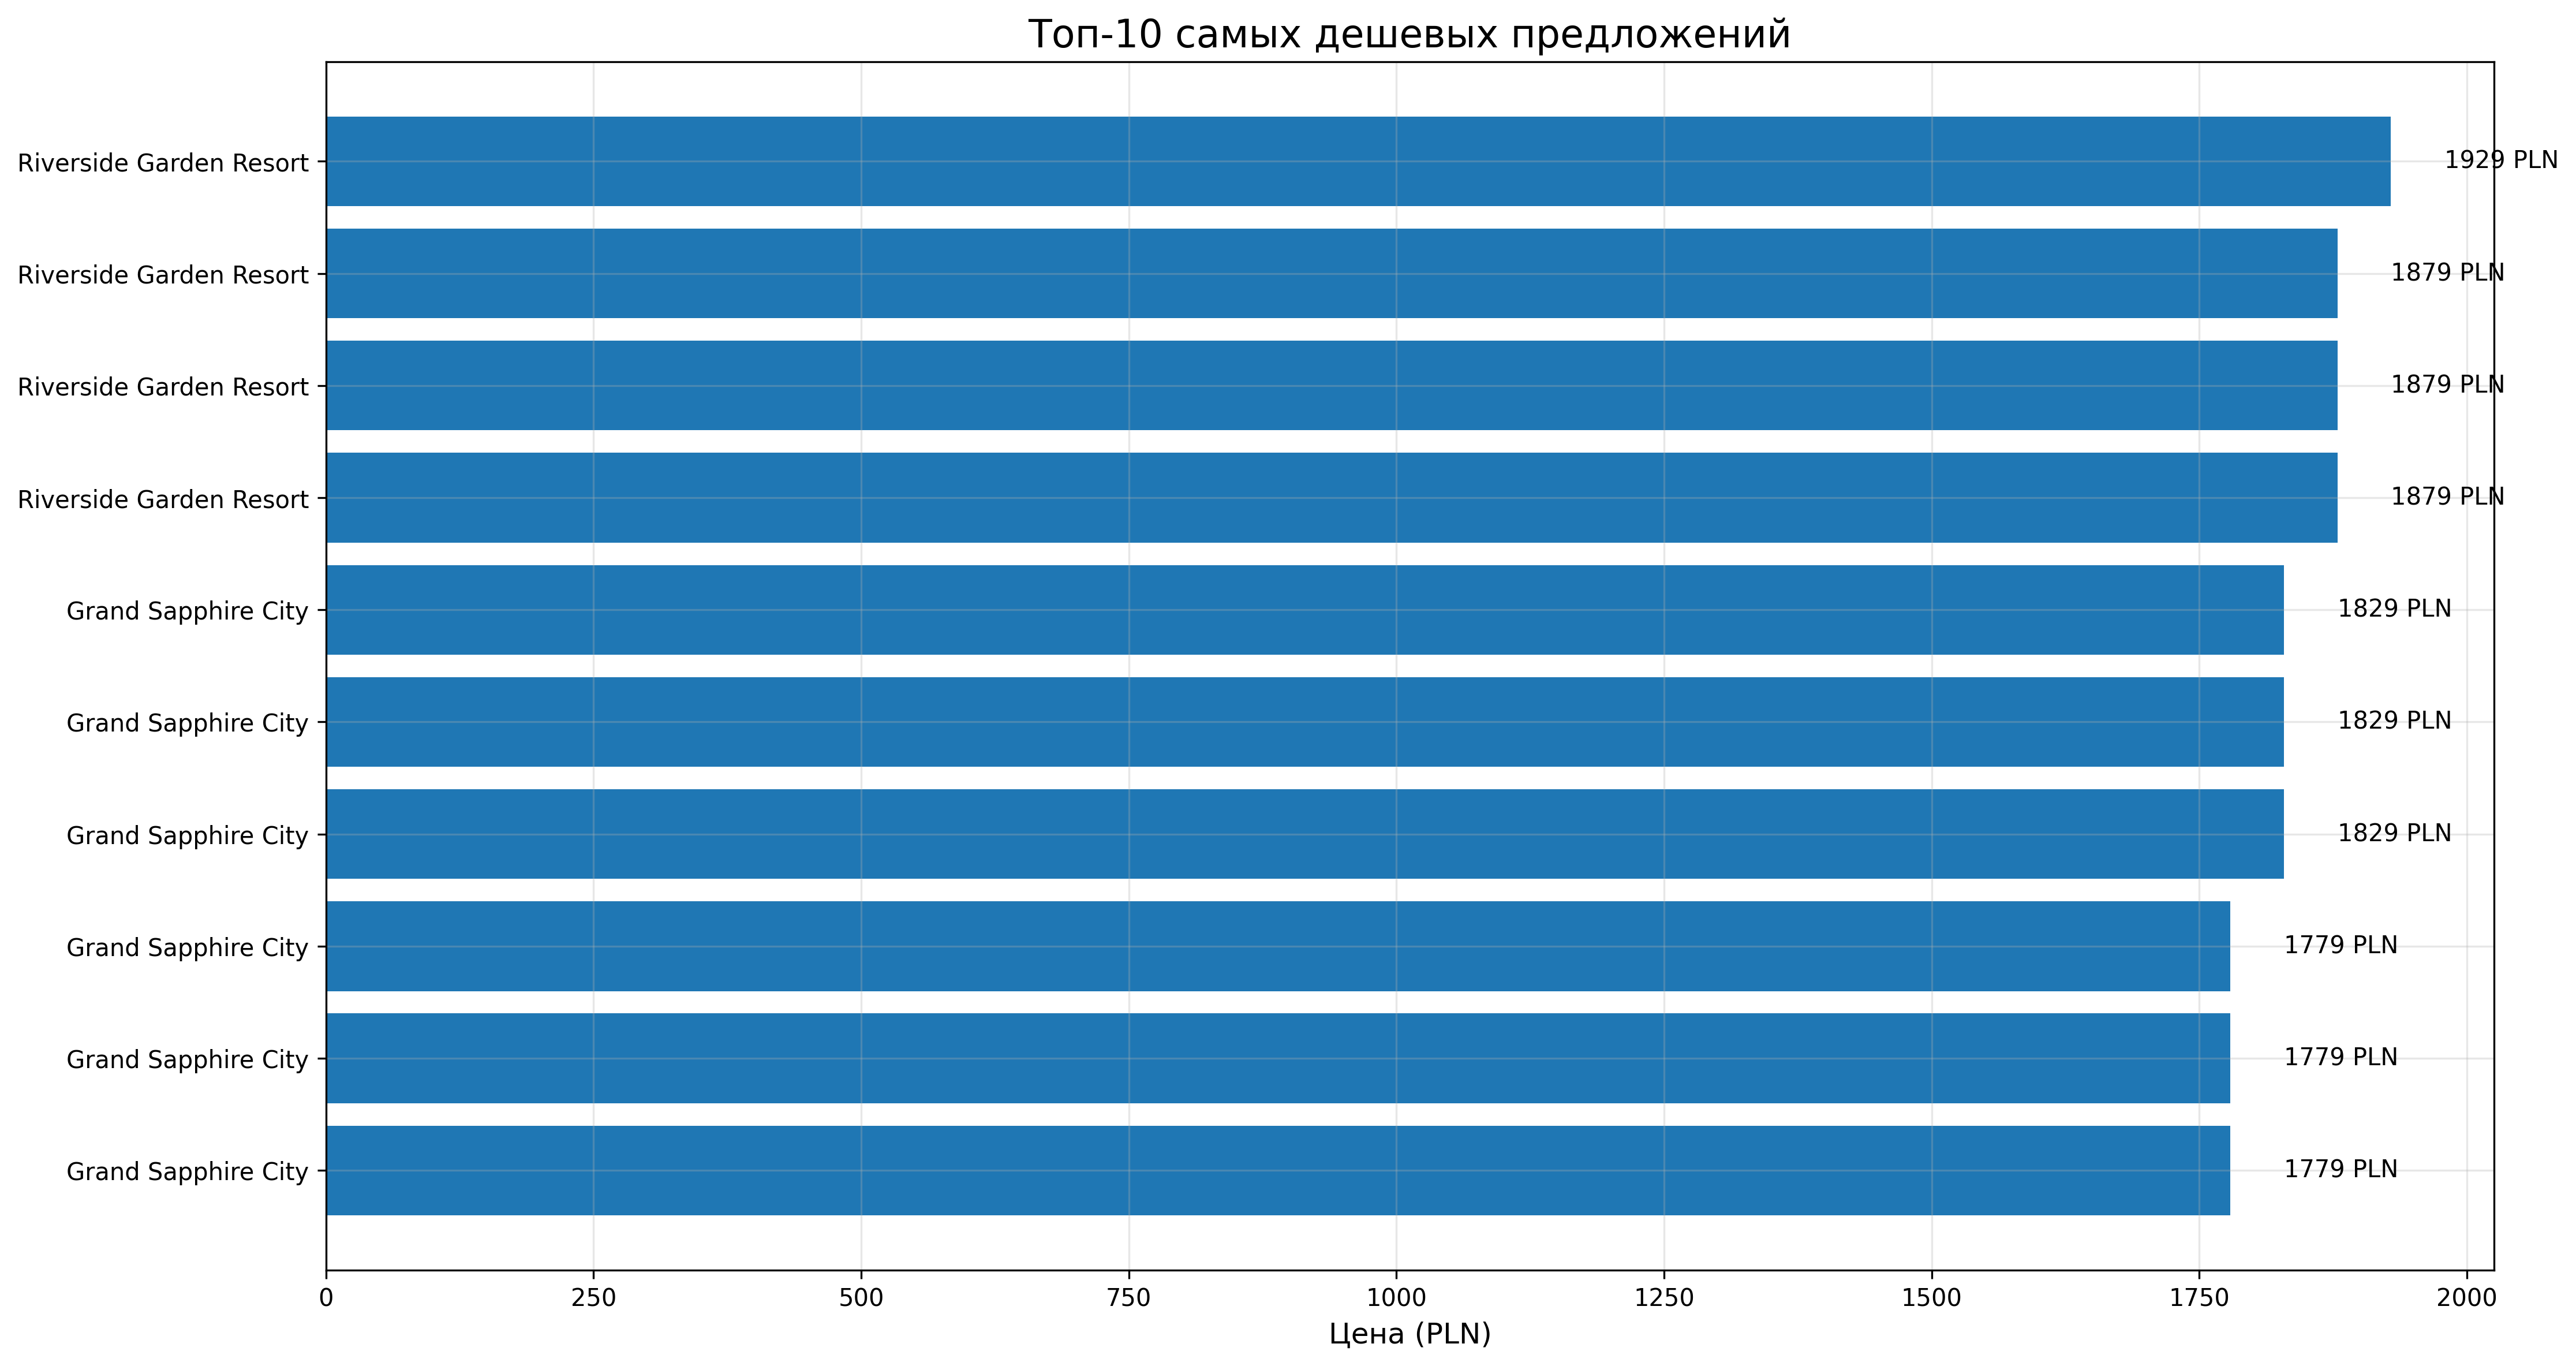 Топ-10 самых дешевых предложений
Riverside Garden Resort 1929 PLN
Riverside Garden Resort 1879 PLN
Riverside Garden Resort 1879 PLN
Riverside Garden Resort 1879 PLN
Grand Sapphire City 1829 PLN
Grand Sapphire City 1829 PLN
Grand Sapphire City 1829 PLN
Grand Sapphire City 1779 PLN
Grand Sapphire City 1779 PLN
Grand Sapphire City 1779 PLN
0 250 500 750 1000 1250 1500 1750 2000
Цена (PLN)